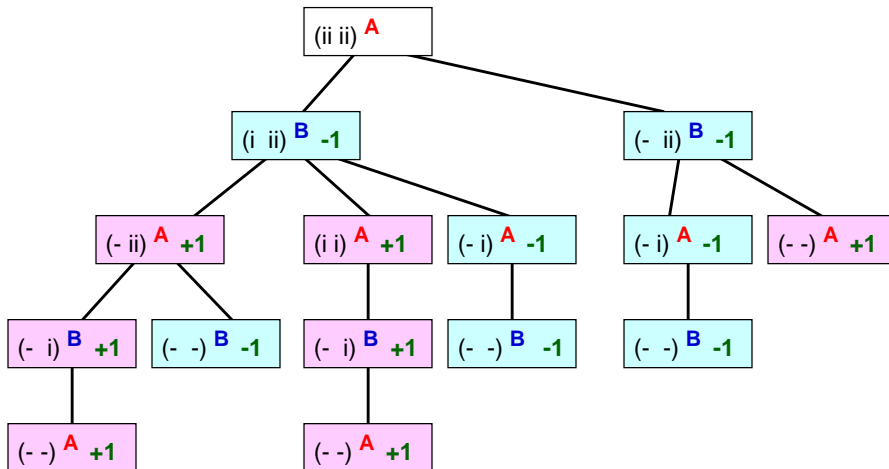 (ii ii) A
(i ii) B -1
(- ii) B -1
(- ii) A +1
(i i) A +1
(- i) A -1
(- i) A -1
(- -) A +1
(- i) B +1
(- -) B -1
(- i) B +1
(- -) B -1
(- -) B -1
(- -) A +1
(- -) A +1